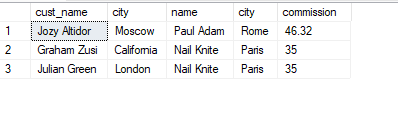 cust_name city name city commission
1 Jozy Altidor Moscow Paul Adam Rome 46.32
2 Graham Zusi California Nail Knite Paris 35
3 Julian Green London Nail Knite Paris 35